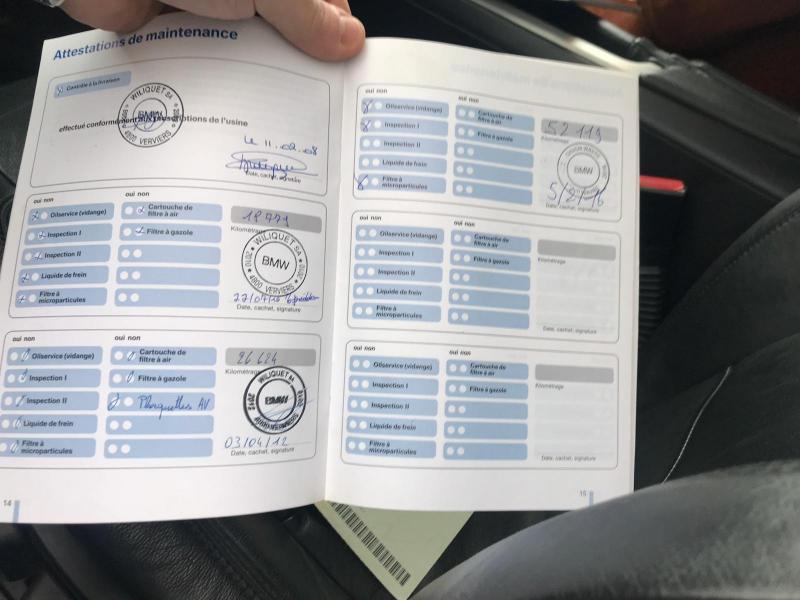 Attestations de maintenance
oui non
Contrôle à la livraison
WILIQUET SA
BMW
4800 VERVIERS
effectué conformément aux prescriptions de l'usine
Le 11.02.08
Date, cachet, signature
oui non
oui non
Oilservice (vidange)
Cartouche de
filtre à air
18 779
Inspection I
Filtre à gazole
Kilométrage
Inspection II
Liquide de frein
Filtre à
microparticules
WILIQUET SA
2010 BMW 2010
4800 VERVIERS
Date, cachet, signature
oui non
oui non
Oilservice (vidange)
Cartouche de
filtre à air
26 624
Inspection I
Filtre à gazole
Kilométrage
Inspection II
Plaquettes AV
Liquide de frein
Filtre à
microparticules
WILIQUET SA
2012 BMW
VERVIERS
03/04/12
Date, cachet, signature
14
oui non
oui non
Oilservice (vidange)
Cartouche de
filtre à air
52 119
Inspection I
Filtre à gazole
Kilométrage
Inspection II
Liquide de frein
Filtre à
microparticules
BMW
5/2/16
Date, cachet, signature
oui non
oui non
Oilservice (vidange)
Cartouche de
filtre à air
Inspection I
Filtre à gazole
Kilométrage
Inspection II
Liquide de frein
Filtre à
microparticules
Date, cachet, signature
oui non
oui non
Oilservice (vidange)
Cartouche de
filtre à air
Inspection I
Filtre à gazole
Kilométrage
Inspection II
Liquide de frein
Filtre à
microparticules
Date, cachet, signature
15